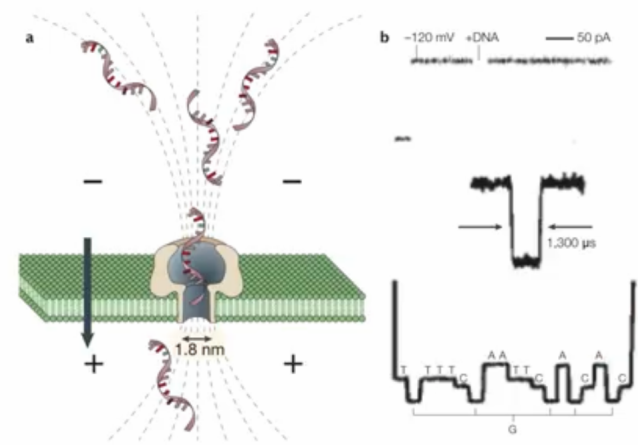 a
−
−
+
+
1.8 nm
b
−120 mV +DNA 50 pA
1,300 µs
T T T T C A A T T C A C A C
G